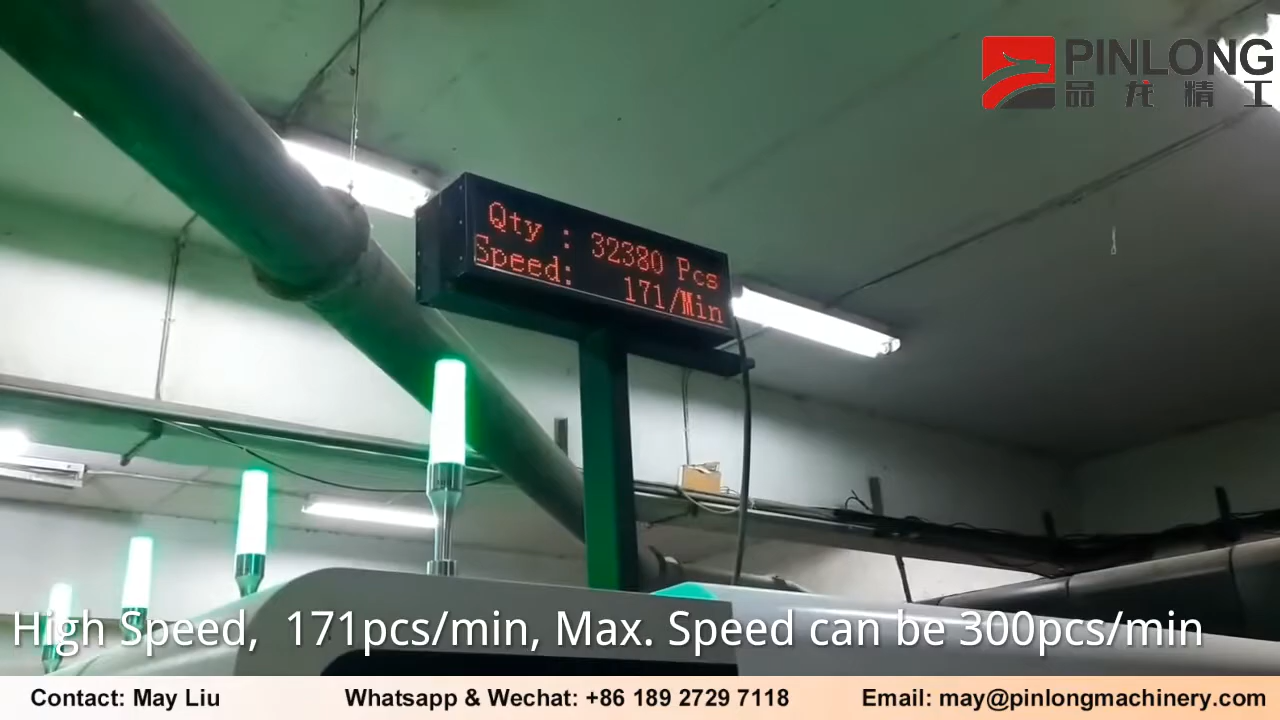 PINLONG
品龙精工
Qty : 32380 Pcs
Speed: 171/Min
High Speed, 171pcs/min, Max. Speed can be 300pcs/min
Contact: May Liu
Whatsapp & Wechat: +86 189 2729 7118
Email: may@pinlongmachinery.com